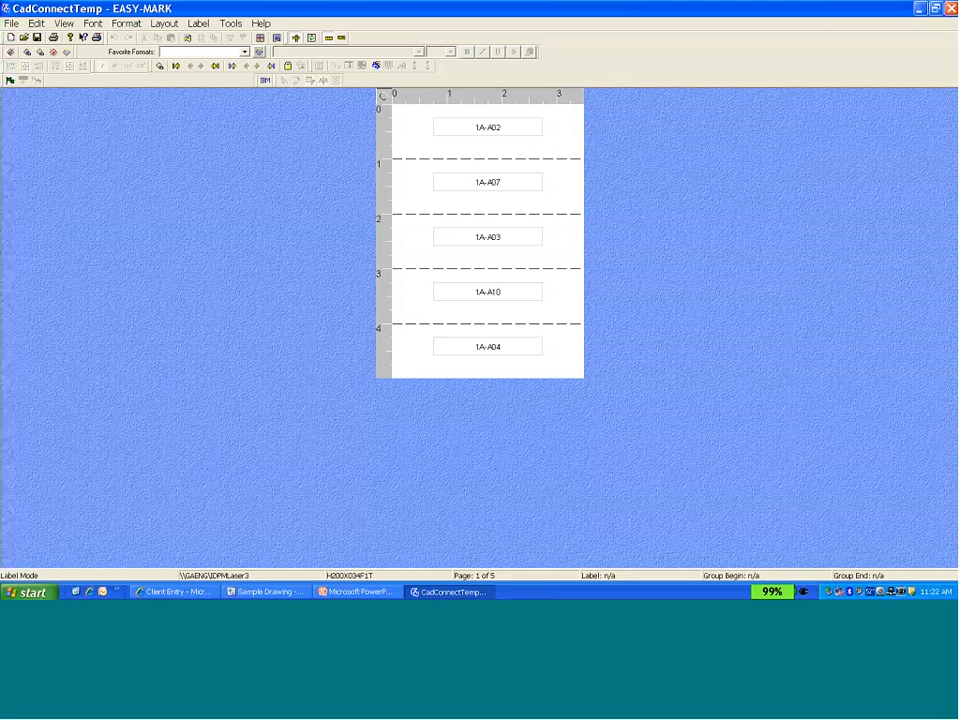 CadConnectTemp - EASY-MARK
File Edit View Font Format Layout Label Tools Help
Favorite Formats:
0 1 2 3
0
1A-A02
1
1A-A07
2
1A-A03
3
1A-A10
4
1A-A04
Label Mode \\GAENG\IDPMLaser3 H200X034F1T Page: 1 of 5 Label: n/a Group Begin: n/a Group End: n/a
start Client Entry - Micr... Sample Drawing -... Microsoft PowerP... CadConnectTemp... 99% 11:22 AM